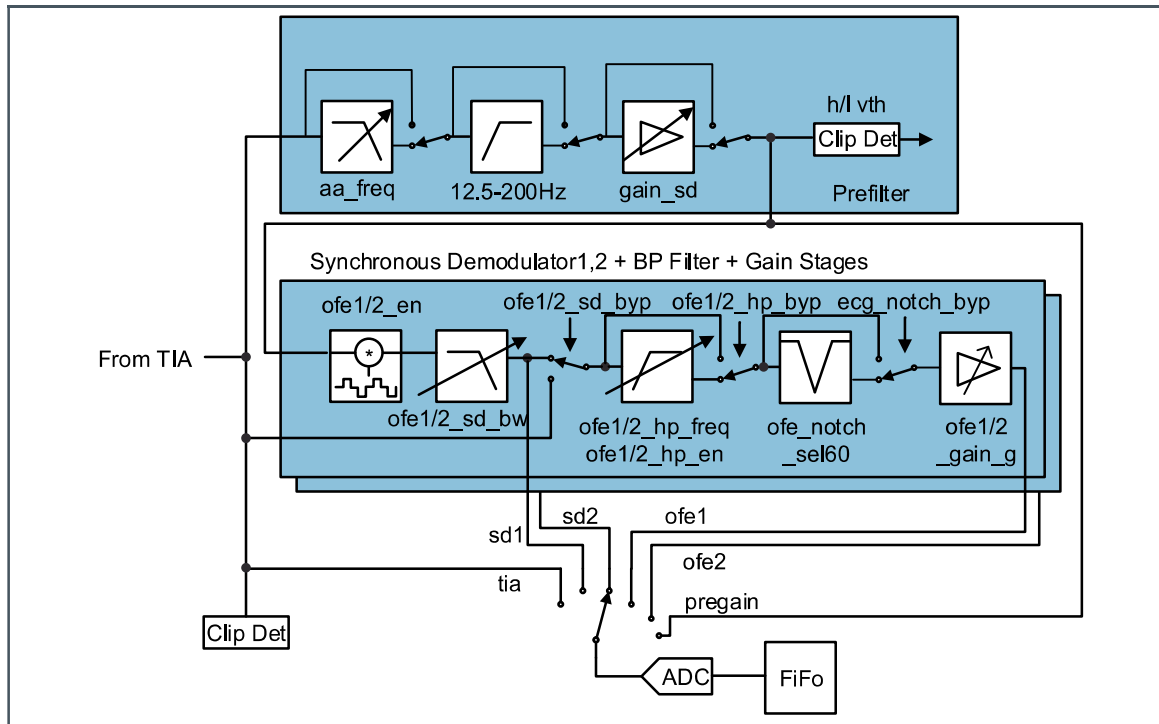 h/l vth
Clip Det
aa_freq
12.5-200Hz
gain_sd
Prefilter
Synchronous Demodulator1,2 + BP Filter + Gain Stages
ofe1/2_en
ofe1/2_sd_byp
ofe1/2_hp_byp
ecg_notch_byp
From TIA
*
ofe1/2_sd_bw
ofe1/2_hp_freq
ofe1/2_hp_en
ofe_notch
_sel60
ofe1/2
_gain_g
sd2
ofe1
sd1
ofe2
tia
pregain
Clip Det
ADC
FiFo